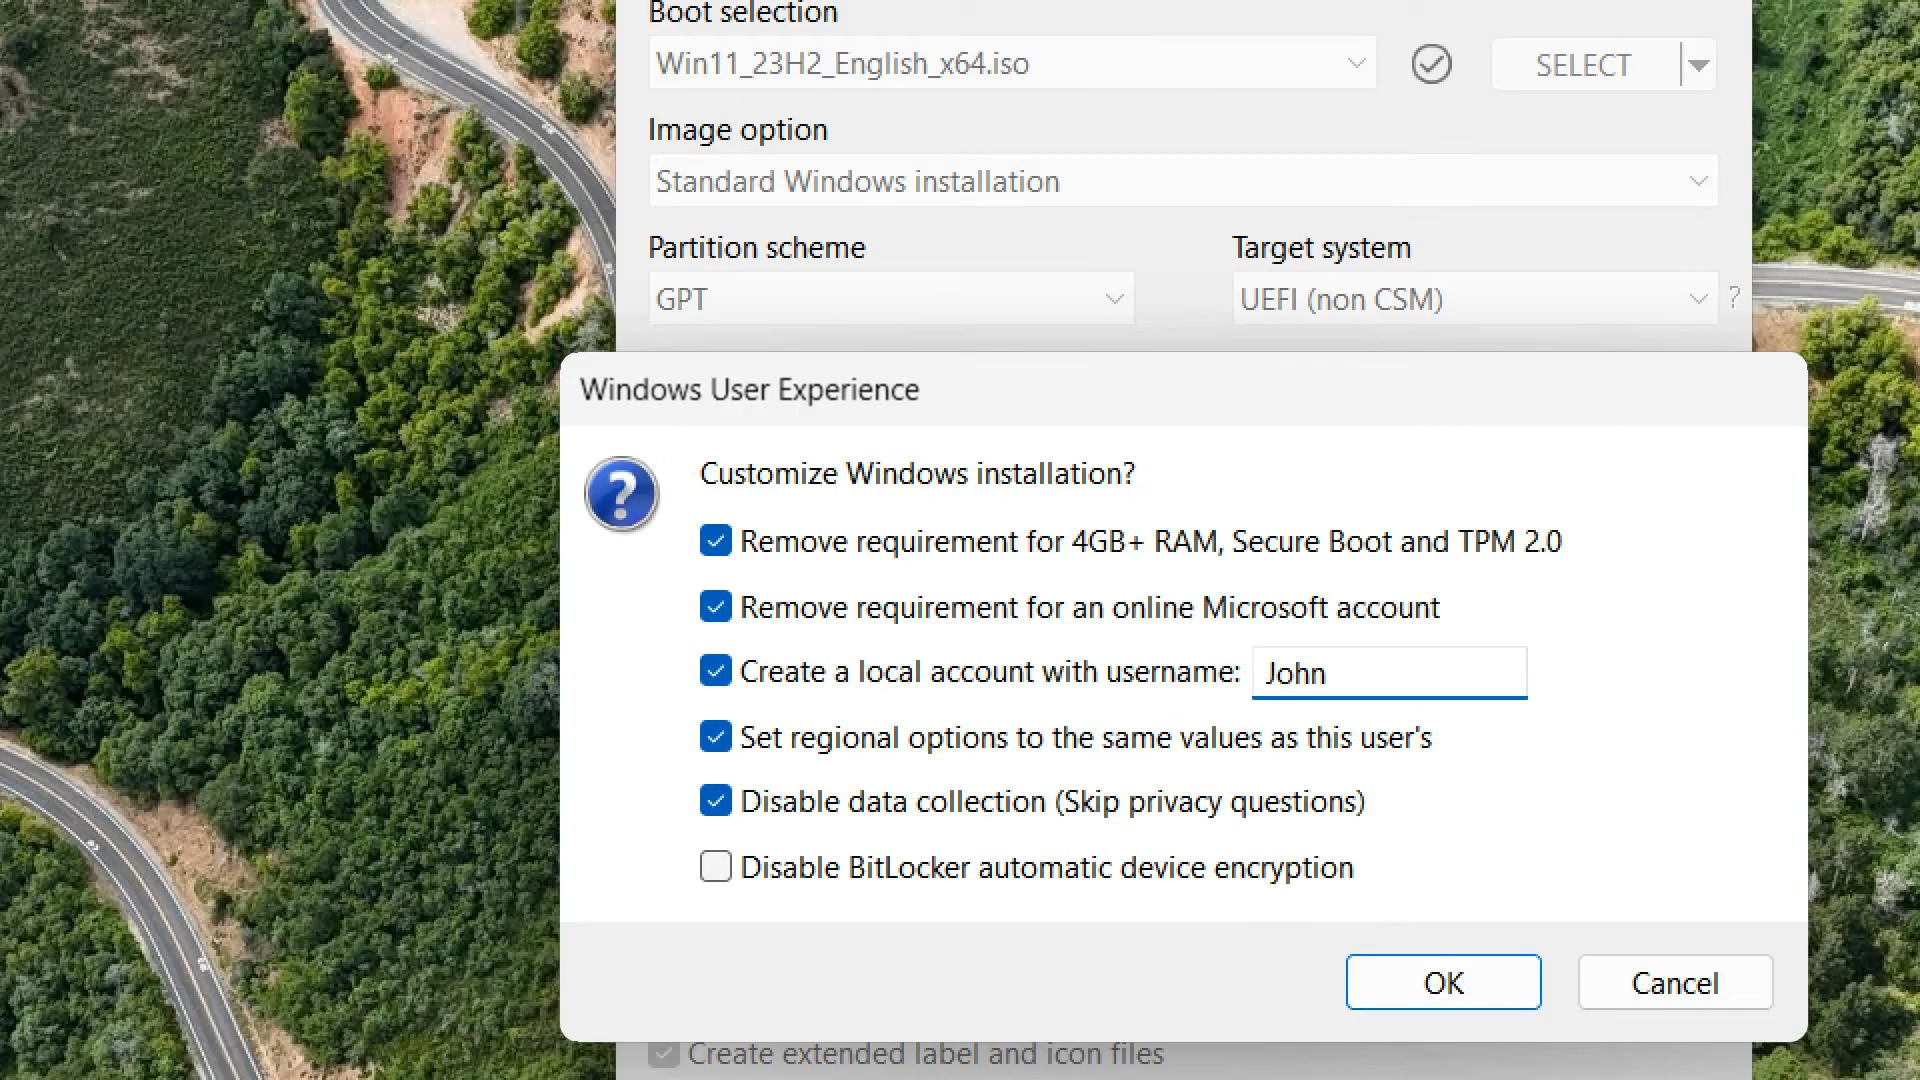 Boot selection
Win11_23H2_English_x64.iso
SELECT
Image option
Standard Windows installation
Partition scheme
Target system
GPT
UEFI (non CSM)
?
Windows User Experience
?
Customize Windows installation?
Remove requirement for 4GB+ RAM, Secure Boot and TPM 2.0
Remove requirement for an online Microsoft account
Create a local account with username:
John
Set regional options to the same values as this user's
Disable data collection (Skip privacy questions)
Disable BitLocker automatic device encryption
OK
Cancel
Create extended label and icon files